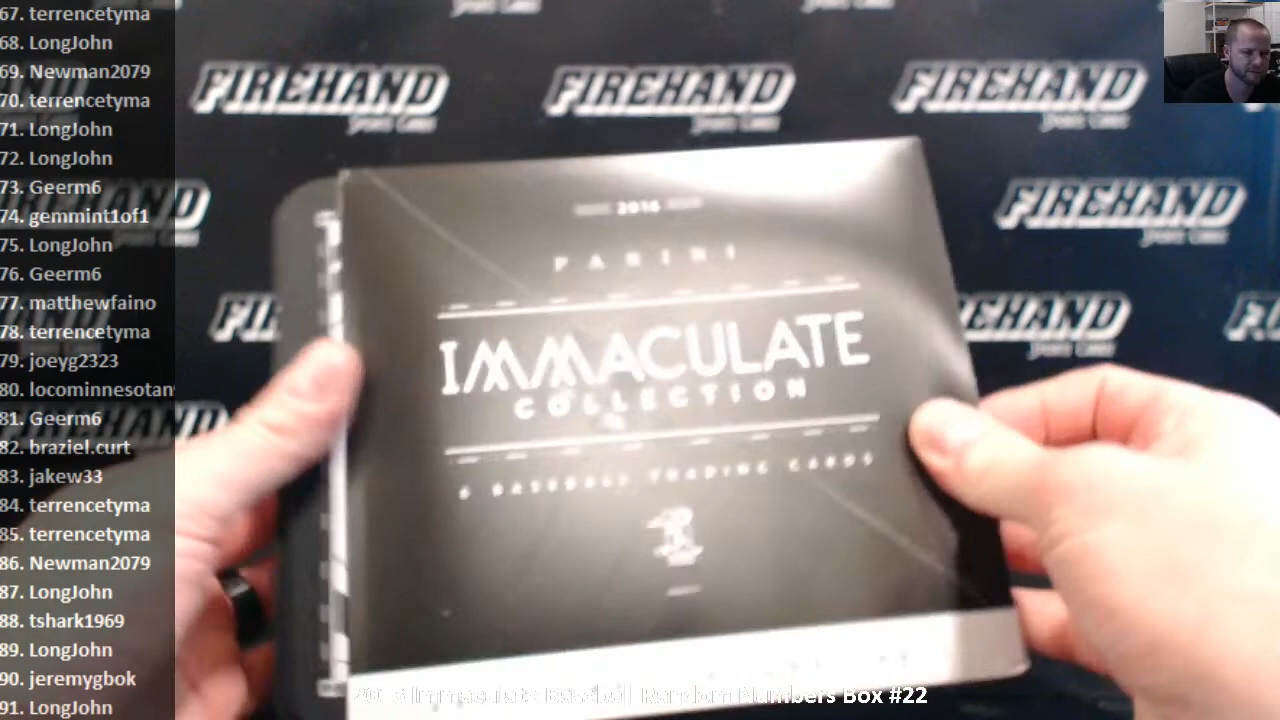 67. terrencetyma
68. LongJohn
69. Newman2079
70. terrencetyma
71. LongJohn
72. LongJohn
73. Geerm6
74. gemmint1of1
75. LongJohn
76. Geerm6
77. matthewfaino
78. terrencetyma
79. joeyg2323
80. locominnesotan
81. Geerm6
82. braziel.curt
83. jakew33
84. terrencetyma
85. terrencetyma
86. Newman2079
87. LongJohn
88. tshark1969
89. LongJohn
90. jeremygbok
91. LongJohn
FIREHAND FIREHAND FIREHAND
FIREHAND
2016
PANINI
IMMACULATE
COLLECTION
BASEBALL TRADING CARDS
2016 Immaculate Baseball Random Numbers Box #22